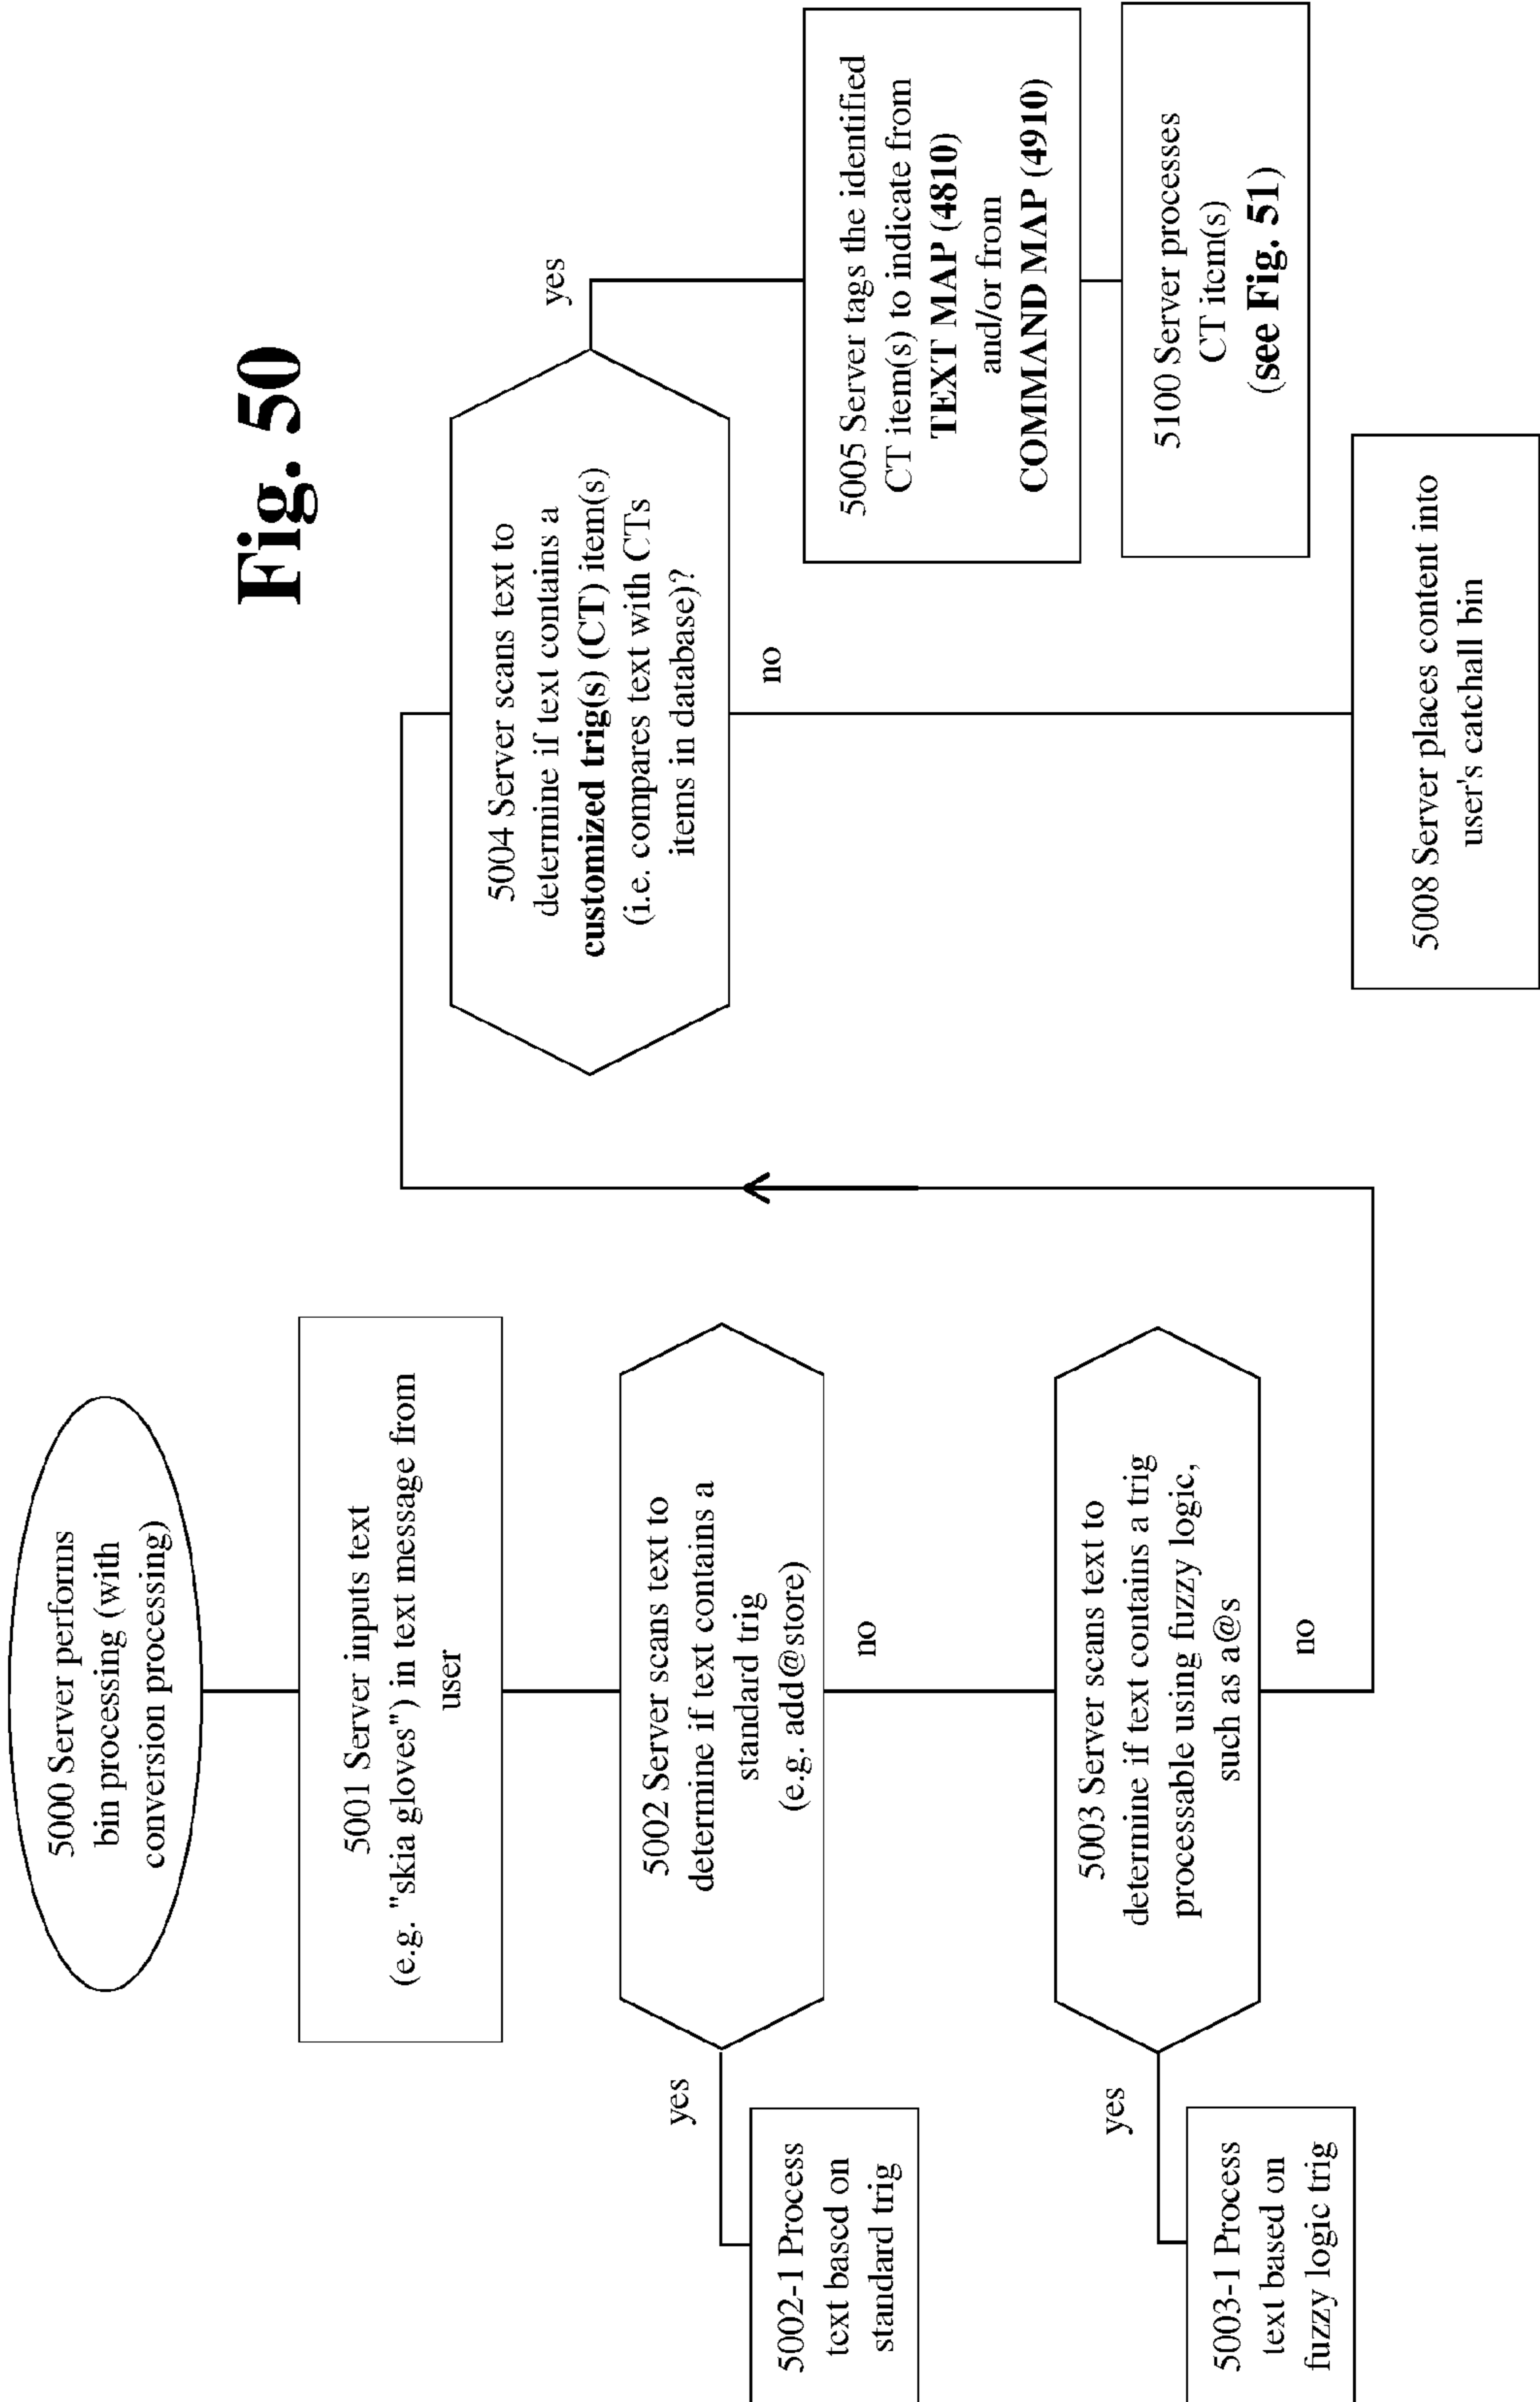 Fig. 50
5000 Server performs
bin processing (with
conversion processing)
5001 Server inputs text
(e.g. "skia gloves") in text message from
user
5002 Server scans text to
determine if text contains a
standard trig
(e.g. add@store)
yes
no
5002-1 Process
text based on
standard trig
5003 Server scans text to
determine if text contains a trig
processable using fuzzy logic,
such as a@s
yes
no
5003-1 Process
text based on
fuzzy logic trig
5004 Server scans text to
determine if text contains a
customized trig(s) (CT) item(s)
(i.e. compares text with CTs
items in database)?
yes
no
5005 Server tags the identified
CT item(s) to indicate from
TEXT MAP (4810)
and/or from
COMMAND MAP (4910)
5100 Server processes
CT item(s)
(see Fig. 51)
5008 Server places content into
user's catchall bin